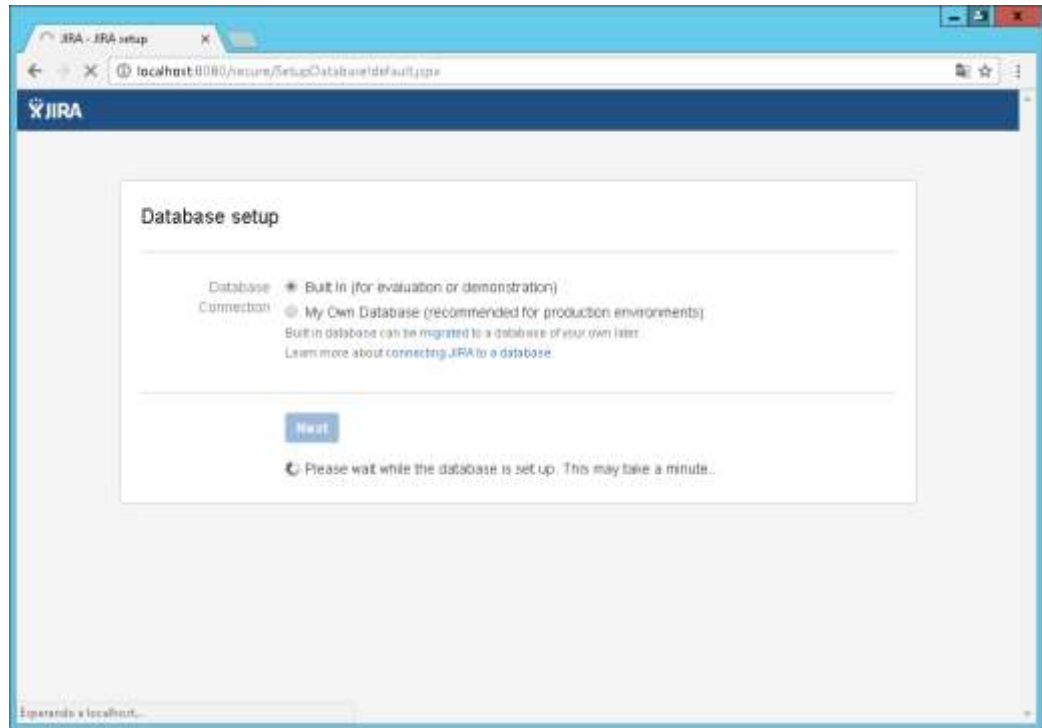 JIRA - JIRA setup
localhost:8080/secure/SetupDatabase!default.jspa
JIRA
Database setup
Database Connection
Built In (for evaluation or demonstration)
My Own Database (recommended for production environments)
Built in database can be migrated to a database of your own later.
Learn more about connecting JIRA to a database.
Next
Please wait while the database is set up. This may take a minute...
Esperando a localhost...